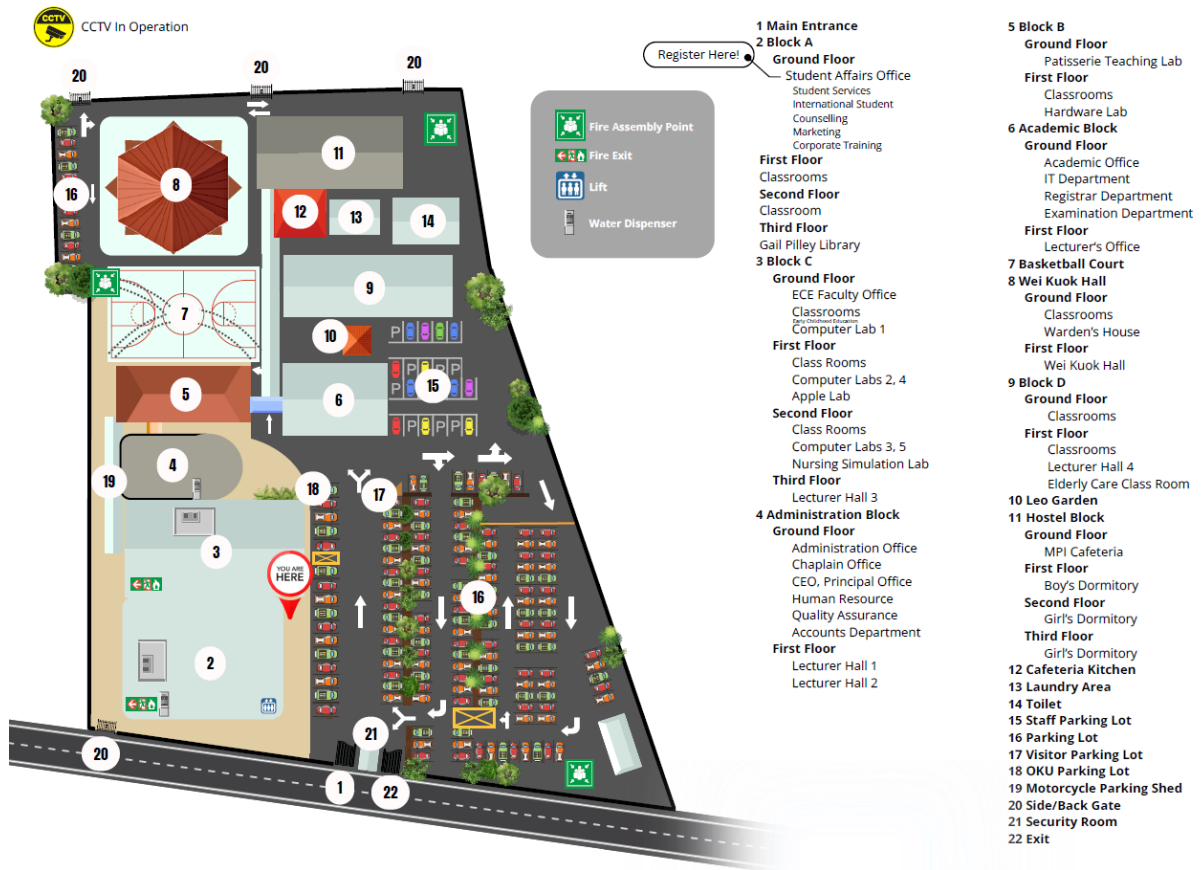 CCTV
CCTV In Operation
20
20
20
11
8
16
12
13
14
9
7
10
P
P
P
P
P
15
5
6
P
P
P
P
4
19
18
17
3
YOU ARE
HERE
16
2
21
20
1
22
Fire Assembly Point
Fire Exit
Lift
Water Dispenser
Register Here!
1 Main Entrance
2 Block A
Ground Floor
Student Affairs Office
Student Services
International Student
Counselling
Marketing
Corporate Training
First Floor
Classrooms
Second Floor
Classroom
Third Floor
Gail Pilley Library
3 Block C
Ground Floor
ECE Faculty Office
Classrooms
Early Childhood Education
Computer Lab 1
First Floor
Class Rooms
Computer Labs 2, 4
Apple Lab
Second Floor
Class Rooms
Computer Labs 3, 5
Nursing Simulation Lab
Third Floor
Lecturer Hall 3
4 Administration Block
Ground Floor
Administration Office
Chaplain Office
CEO, Principal Office
Human Resource
Quality Assurance
Accounts Department
First Floor
Lecturer Hall 1
Lecturer Hall 2
5 Block B
Ground Floor
Patisserie Teaching Lab
First Floor
Classrooms
Hardware Lab
6 Academic Block
Ground Floor
Academic Office
IT Department
Registrar Department
Examination Department
First Floor
Lecturer's Office
7 Basketball Court
8 Wei Kuok Hall
Ground Floor
Classrooms
Warden's House
First Floor
Wei Kuok Hall
9 Block D
Ground Floor
Classrooms
First Floor
Classrooms
Lecturer Hall 4
Elderly Care Class Room
10 Leo Garden
11 Hostel Block
Ground Floor
MPI Cafeteria
First Floor
Boy's Dormitory
Second Floor
Girl's Dormitory
Third Floor
Girl's Dormitory
12 Cafeteria Kitchen
13 Laundry Area
14 Toilet
15 Staff Parking Lot
16 Parking Lot
17 Visitor Parking Lot
18 OKU Parking Lot
19 Motorcycle Parking Shed
20 Side/Back Gate
21 Security Room
22 Exit